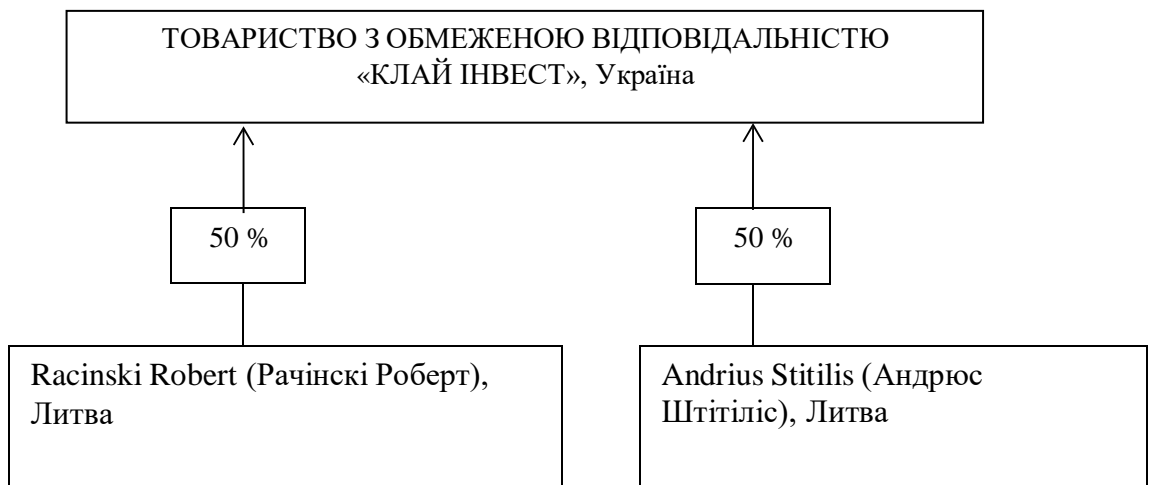 ТОВАРИСТВО З ОБМЕЖЕНОЮ ВІДПОВІДАЛЬНІСТЮ
«КЛАЙ ІНВЕСТ», Україна
50 %
50 %
Racinski Robert (Рачінскі Роберт),
Литва
Andrius Stitilis (Андрюс
Штітіліс), Литва